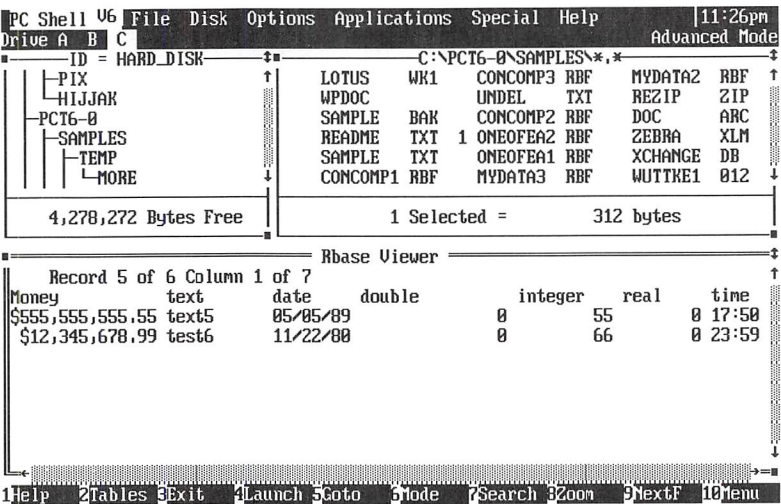 PC Shell V6 File Disk Options Applications Special Help 11:26pm
Drive A B C Advanced Mode
ID = HARD_DISK
C:\PCT6-0\SAMPLES\*.*
PIX
HIJJAK
PCT6-0
SAMPLES
TEMP
MORE
LOTUS WK1 CONCOMP3 RBF MYDATA2 RBF
WPDOC UNDEL TXT REZIP ZIP
SAMPLE BAK CONCOMP2 RBF DOC ARC
README TXT 1 ONEOFEA2 RBF ZEBRA XLM
SAMPLE TXT ONEOFEA1 RBF XCHANGE DB
CONCOMP1 RBF MYDATA3 RBF WUTTKE1 012
4,278,272 Bytes Free
1 Selected = 312 bytes
Rbase Viewer
Record 5 of 6 Column 1 of 7
Money text date double integer real time
$555,555,555.55 text5 05/05/89 0 55 0 17:50
$12,345,678.99 test6 11/22/80 0 66 0 23:59
1Help 2Tables 3Exit 4Launch 5Goto 6Mode 7Search 8Zoom 9NextF 10Menu